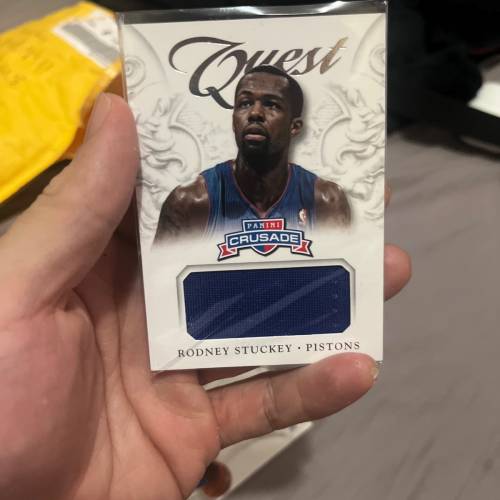 Quest
PANINI
CRUSADE
RODNEY STUCKEY • PISTONS